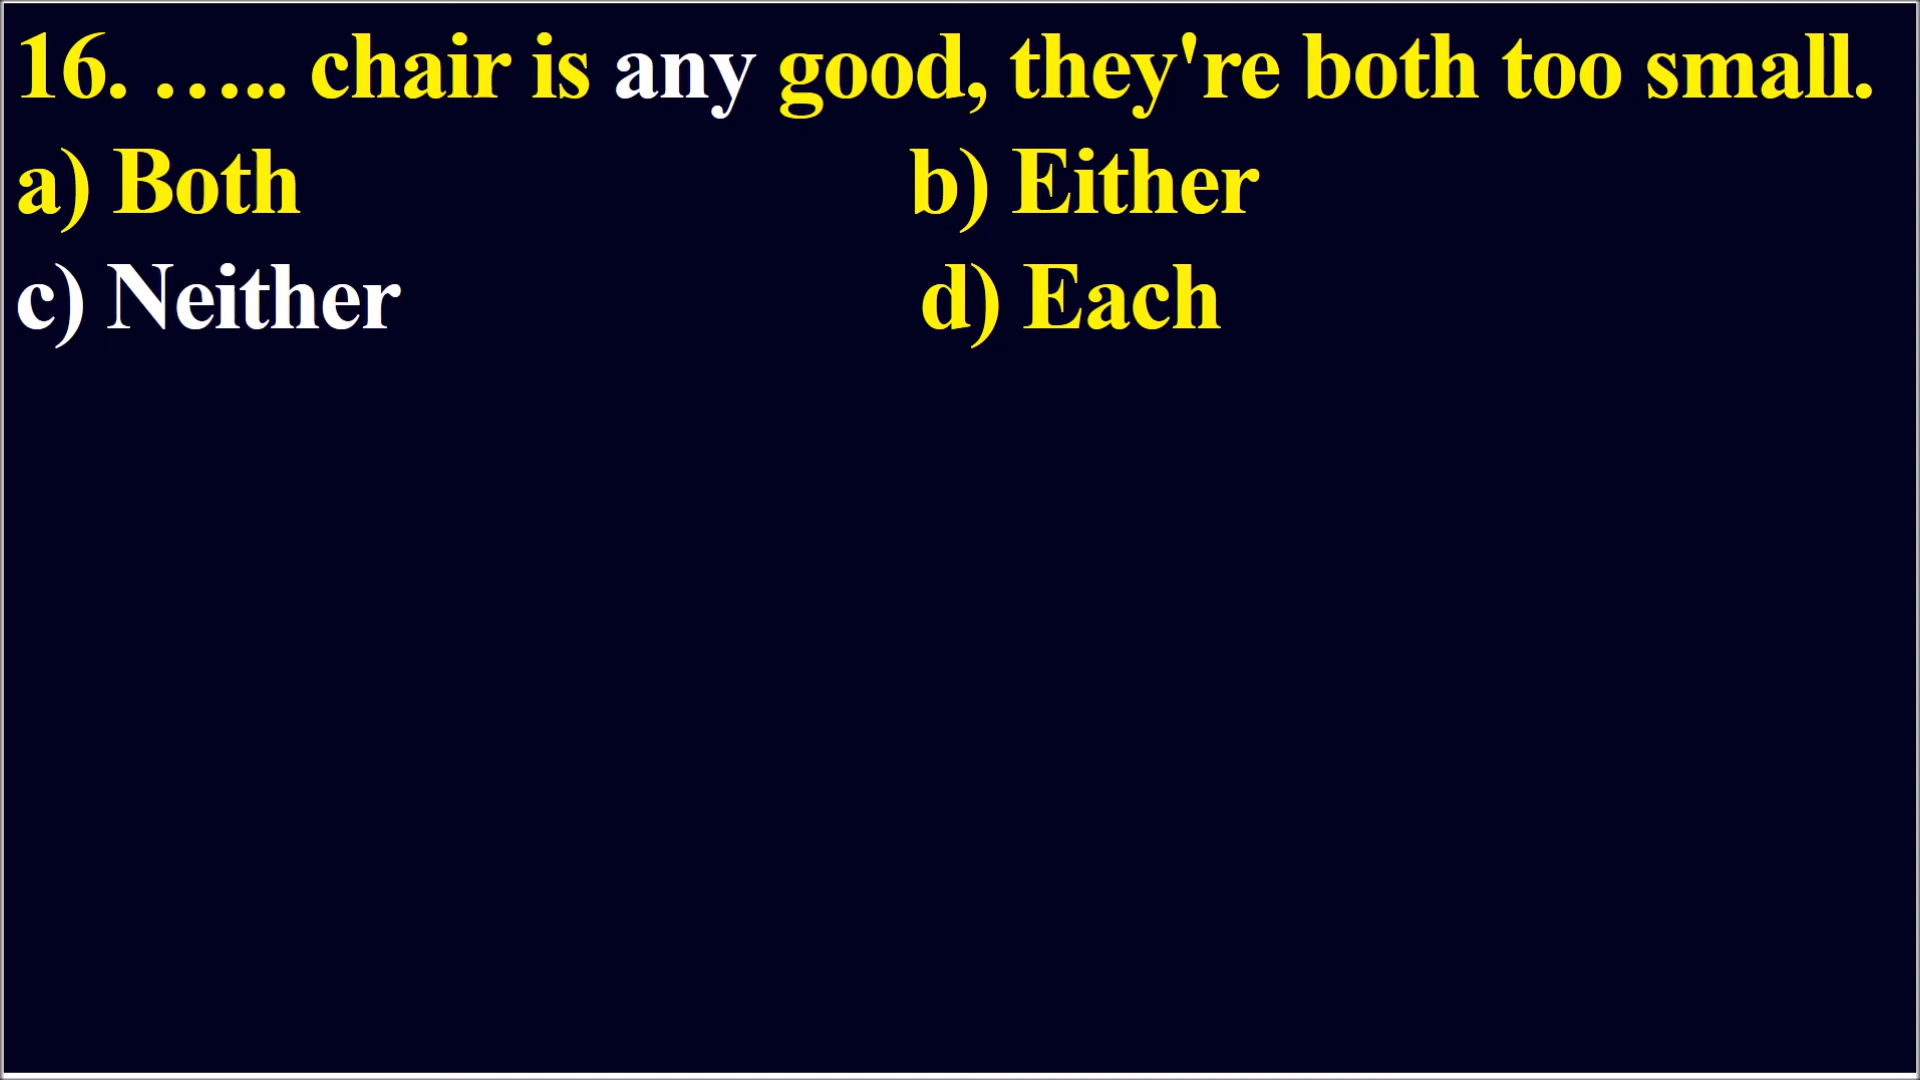 16. ...... chair is any good, they're both too small.
a) Both b) Either
c) Neither d) Each